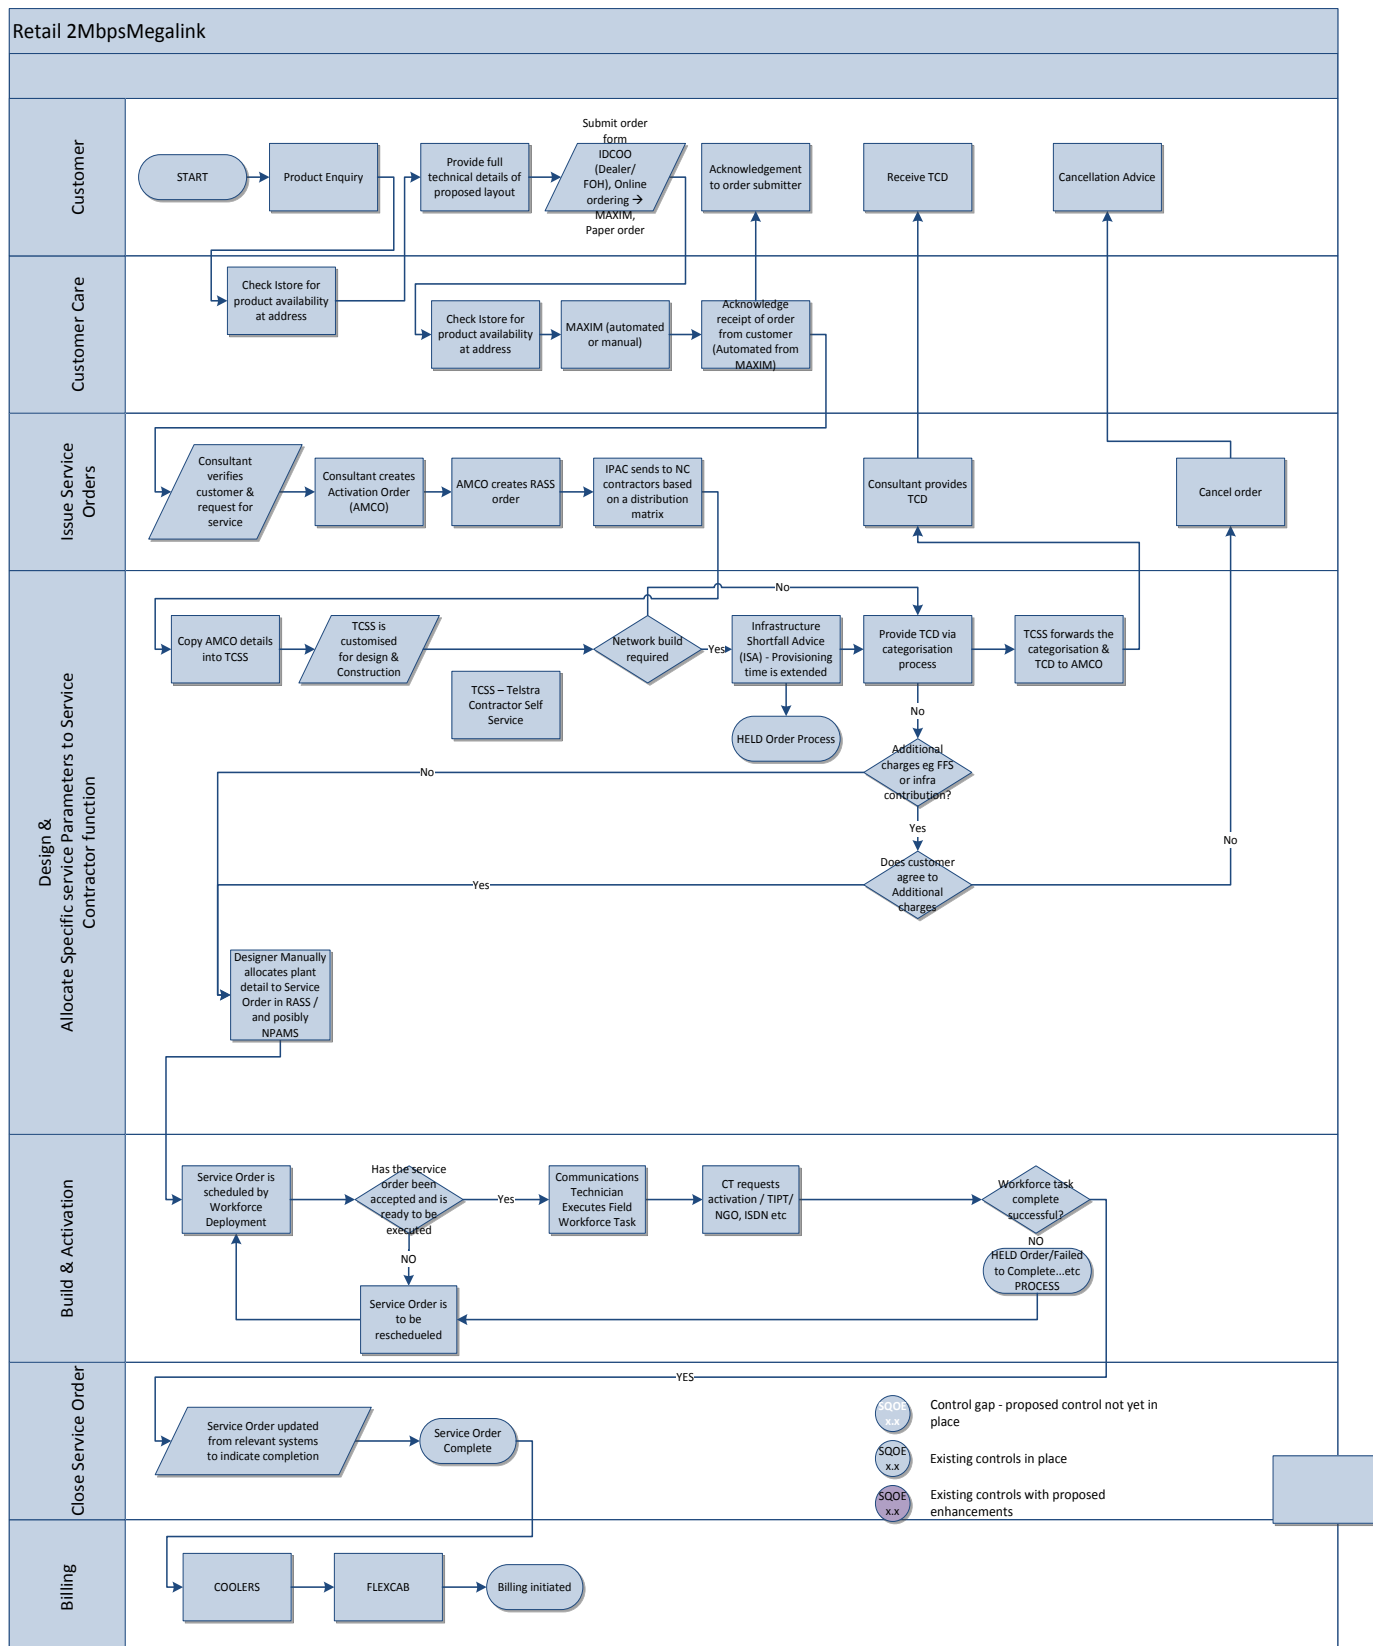 Retail 2MbpsMegalink
Customer
START
Product Enquiry
Provide full
technical details of
proposed layout
Submit order
form
IDCOO
(Dealer/
FOH), Online
ordering →
MAXIM,
Paper order
Acknowledgement
to order submitter
Receive TCD
Cancellation Advice
Customer Care
Check Istore for
product availability
at address
Check Istore for
product availability
at address
MAXIM (automated
or manual)
Acknowledge
receipt of order
from customer
(Automated from
MAXIM)
Issue Service
Orders
Consultant
verifies
customer &
request for
service
Consultant creates
Activation Order
(AMCO)
AMCO creates RASS
order
IPAC sends to NC
contractors based
on a distribution
matrix
Consultant provides
TCD
Cancel order
Design &
Allocate Specific service Parameters to Service
Contractor function
Copy AMCO details
into TCSS
TCSS is
customised
for design &
Construction
TCSS – Telstra
Contractor Self
Service
Network build
required
No
Yes
Infrastructure
Shortfall Advice
(ISA) - Provisioning
time is extended
HELD Order Process
Provide TCD via
categorisation
process
TCSS forwards the
categorisation &
TCD to AMCO
No
Additional
charges eg FFS
or infra
contribution?
No
Yes
Does customer
agree to
Additional
charges
Yes
No
Designer Manually
allocates plant
detail to Service
Order in RASS /
and posibly
NPAMS
Build & Activation
Service Order is
scheduled by
Workforce
Deployment
Has the service
order been
accepted and is
ready to be
executed
Yes
NO
Service Order is
to be
reschedueled
Communications
Technician
Executes Field
Workforce Task
CT requests
activation / TIPT/
NGO, ISDN etc
Workforce task
complete
successful?
NO
HELD Order/Failed
to Complete...etc
PROCESS
YES
Close Service Order
Service Order updated
from relevant systems
to indicate completion
Service Order
Complete
SQOE
x.x
Control gap - proposed control not yet in
place
SQOE
x.x
Existing controls in place
SQOE
x.x
Existing controls with proposed
enhancements
Billing
COOLERS
FLEXCAB
Billing initiated